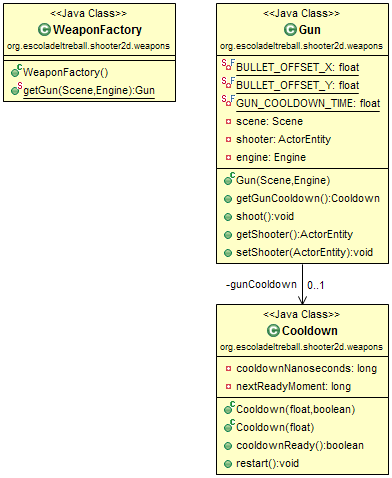 <<Java Class>>
WeaponFactory
org.escoladeltreball.shooter2d.weapons
WeaponFactory()
getGun(Scene,Engine):Gun
<<Java Class>>
Gun
org.escoladeltreball.shooter2d.weapons
BULLET_OFFSET_X: float
BULLET_OFFSET_Y: float
GUN_COOLDOWN_TIME: float
scene: Scene
shooter: ActorEntity
engine: Engine
Gun(Scene,Engine)
getGunCooldown():Cooldown
shoot():void
getShooter():ActorEntity
setShooter(ActorEntity):void
-gunCooldown 0..1
<<Java Class>>
Cooldown
org.escoladeltreball.shooter2d.weapons
cooldownNanoseconds: long
nextReadyMoment: long
Cooldown(float,boolean)
Cooldown(float)
cooldownReady():boolean
restart():void